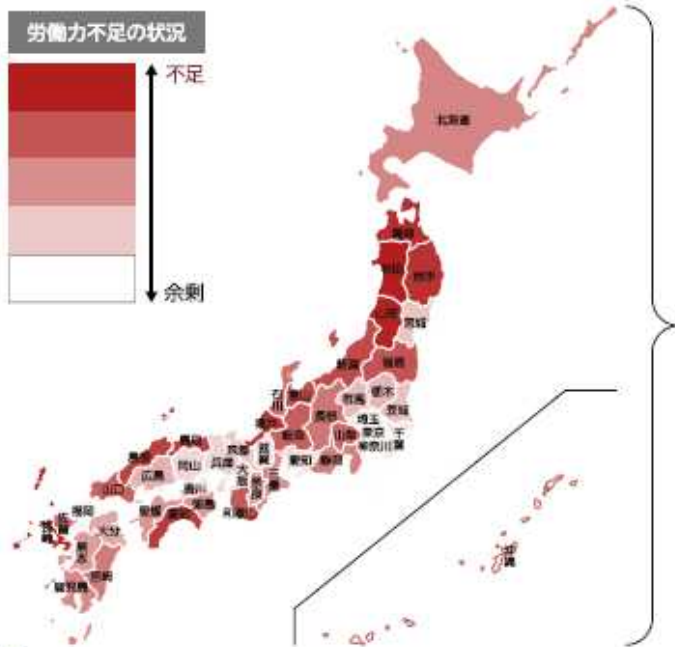 労働力不足の状況
不足
余剰
北海道
青森
秋田
岩手
山形
宮城
新潟
福島
石川
富山
群馬
栃木
茨城
福井
岐阜
長野
埼玉
山梨
東京
千葉
神奈川
静岡
愛知
三重
滋賀
京都
大阪
奈良
和歌山
兵庫
鳥取
島根
岡山
広島
山口
香川
徳島
愛媛
高知
福岡
佐賀
長崎
大分
熊本
宮崎
鹿児島
沖縄